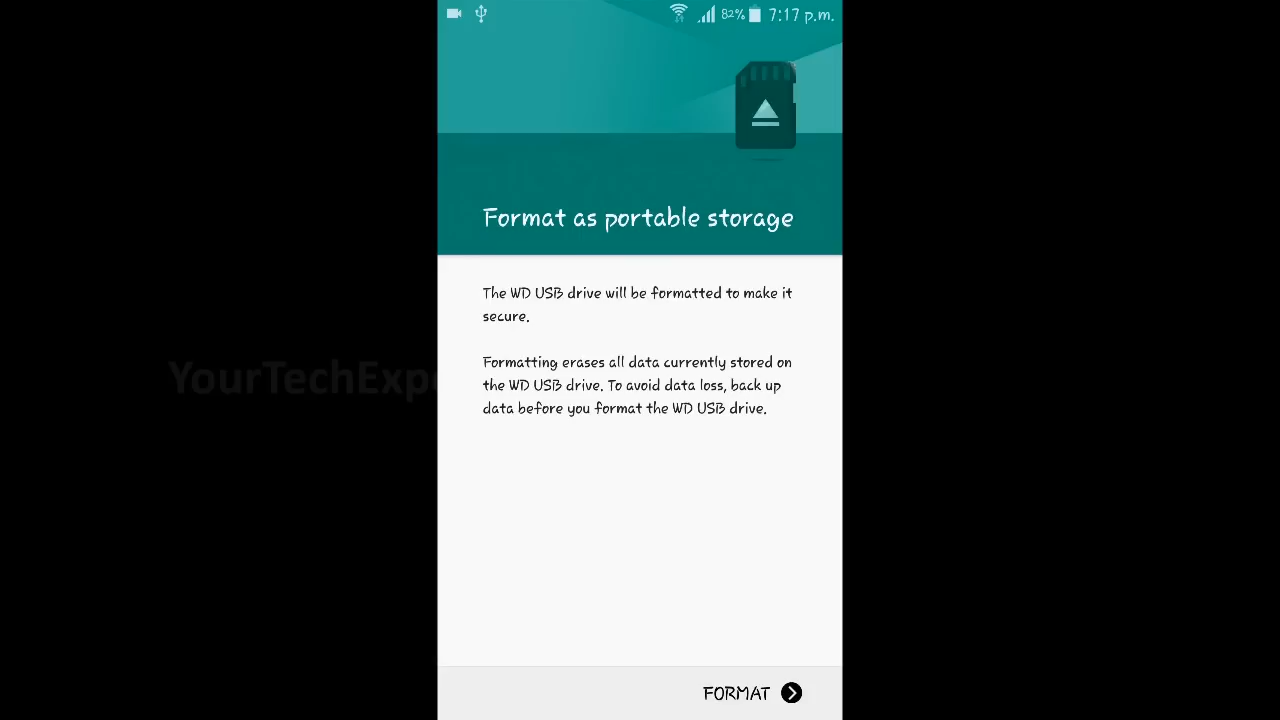 82% 7:17 p.m.
Format as portable storage
The WD USB drive will be formatted to make it
secure.
Formatting erases all data currently stored on
the WD USB drive. To avoid data loss, back up
data before you format the WD USB drive.
YourTechExp
FORMAT